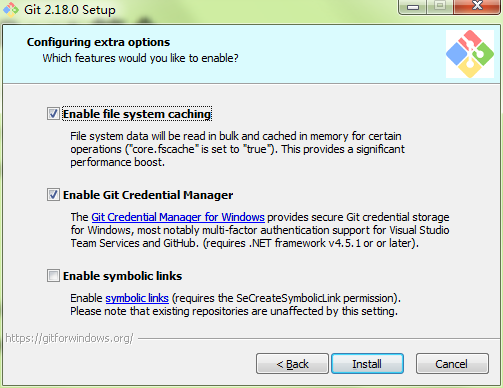 Git 2.18.0 Setup
Configuring extra options
Which features would you like to enable?
Enable file system caching
File system data will be read in bulk and cached in memory for certain
operations ("core.fscache" is set to "true"). This provides a significant
performance boost.
Enable Git Credential Manager
The Git Credential Manager for Windows provides secure Git credential storage
for Windows, most notably multi-factor authentication support for Visual Studio
Team Services and GitHub. (requires .NET framework v4.5.1 or or later).
Enable symbolic links
Enable symbolic links (requires the SeCreateSymbolicLink permission).
Please note that existing repositories are unaffected by this setting.
https://gitforwindows.org/
< Back
Install
Cancel